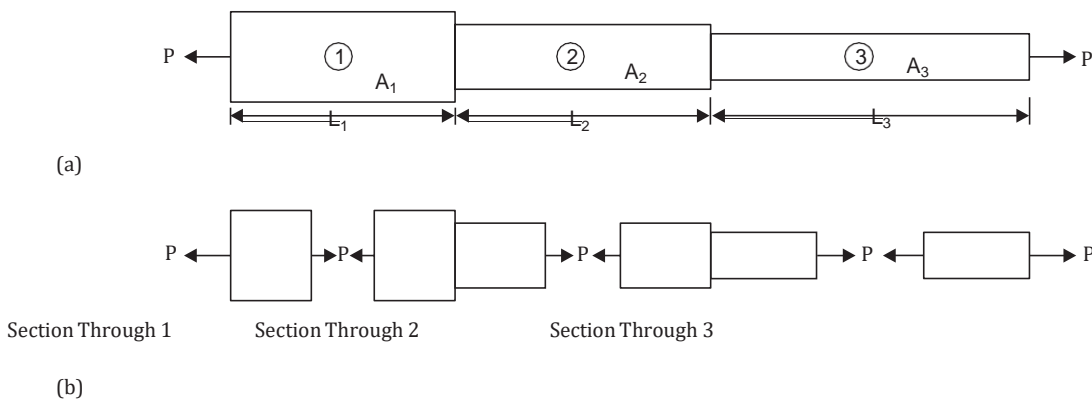 P ① ② ③ P
A₁ A₂ A₃
L₁ L₂ L₃
(a)
P P P P P P
Section Through 1 Section Through 2 Section Through 3
(b)